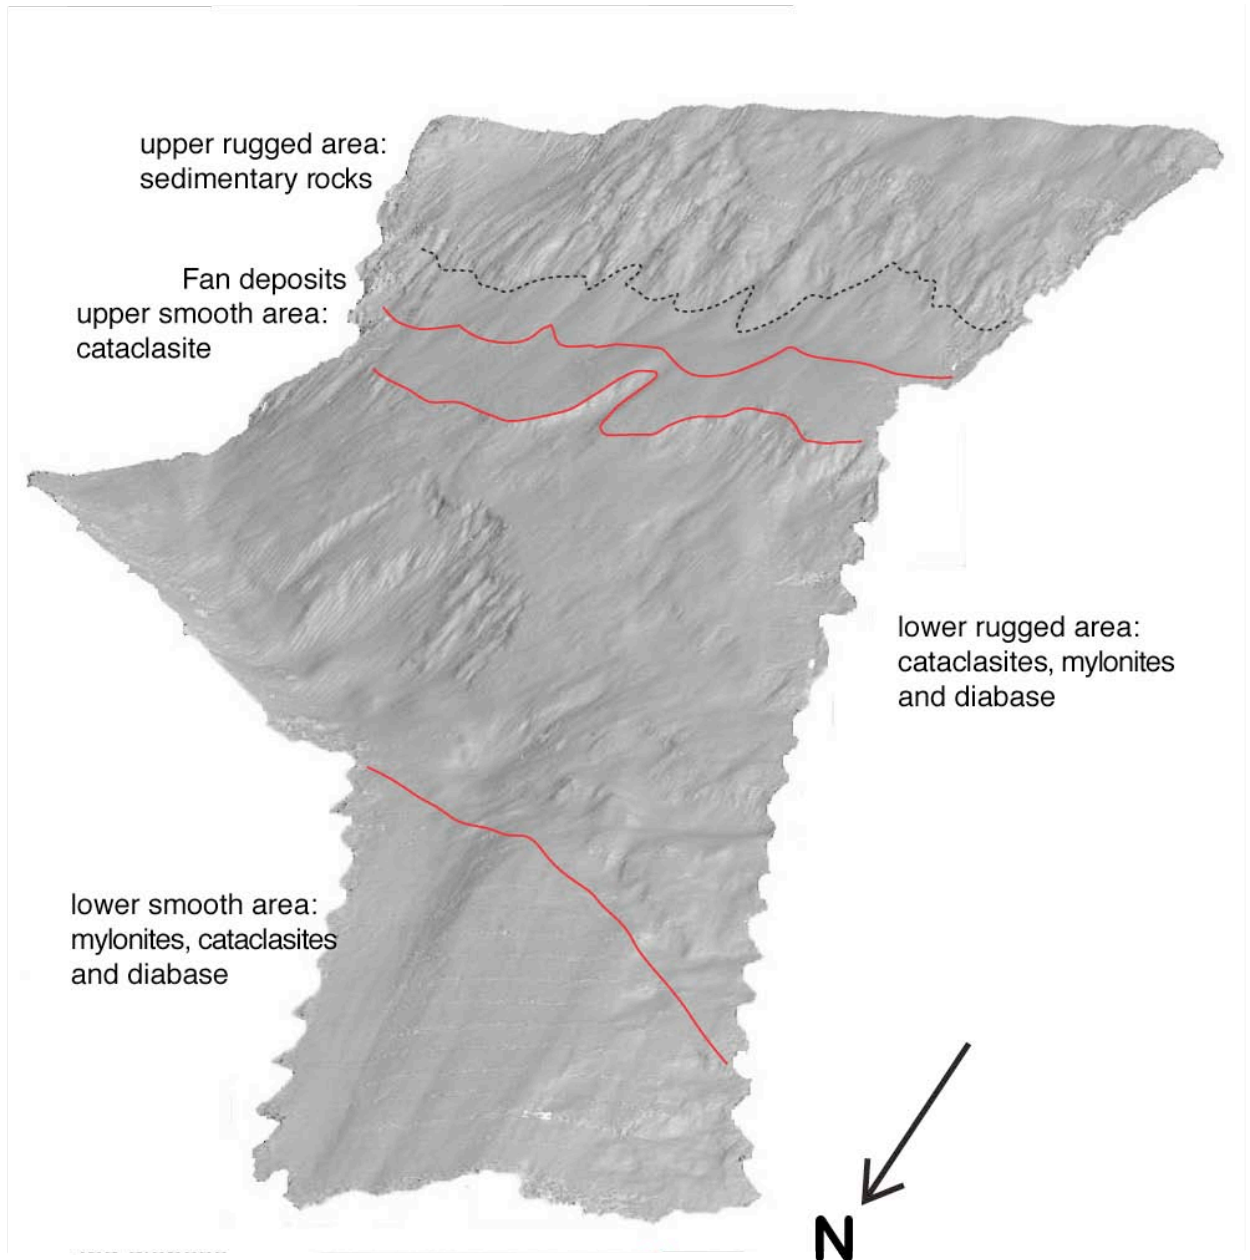 upper rugged area:
sedimentary rocks
Fan deposits
upper smooth area:
cataclasite
lower rugged area:
cataclasites, mylonites
and diabase
lower smooth area:
mylonites, cataclasites
and diabase
N